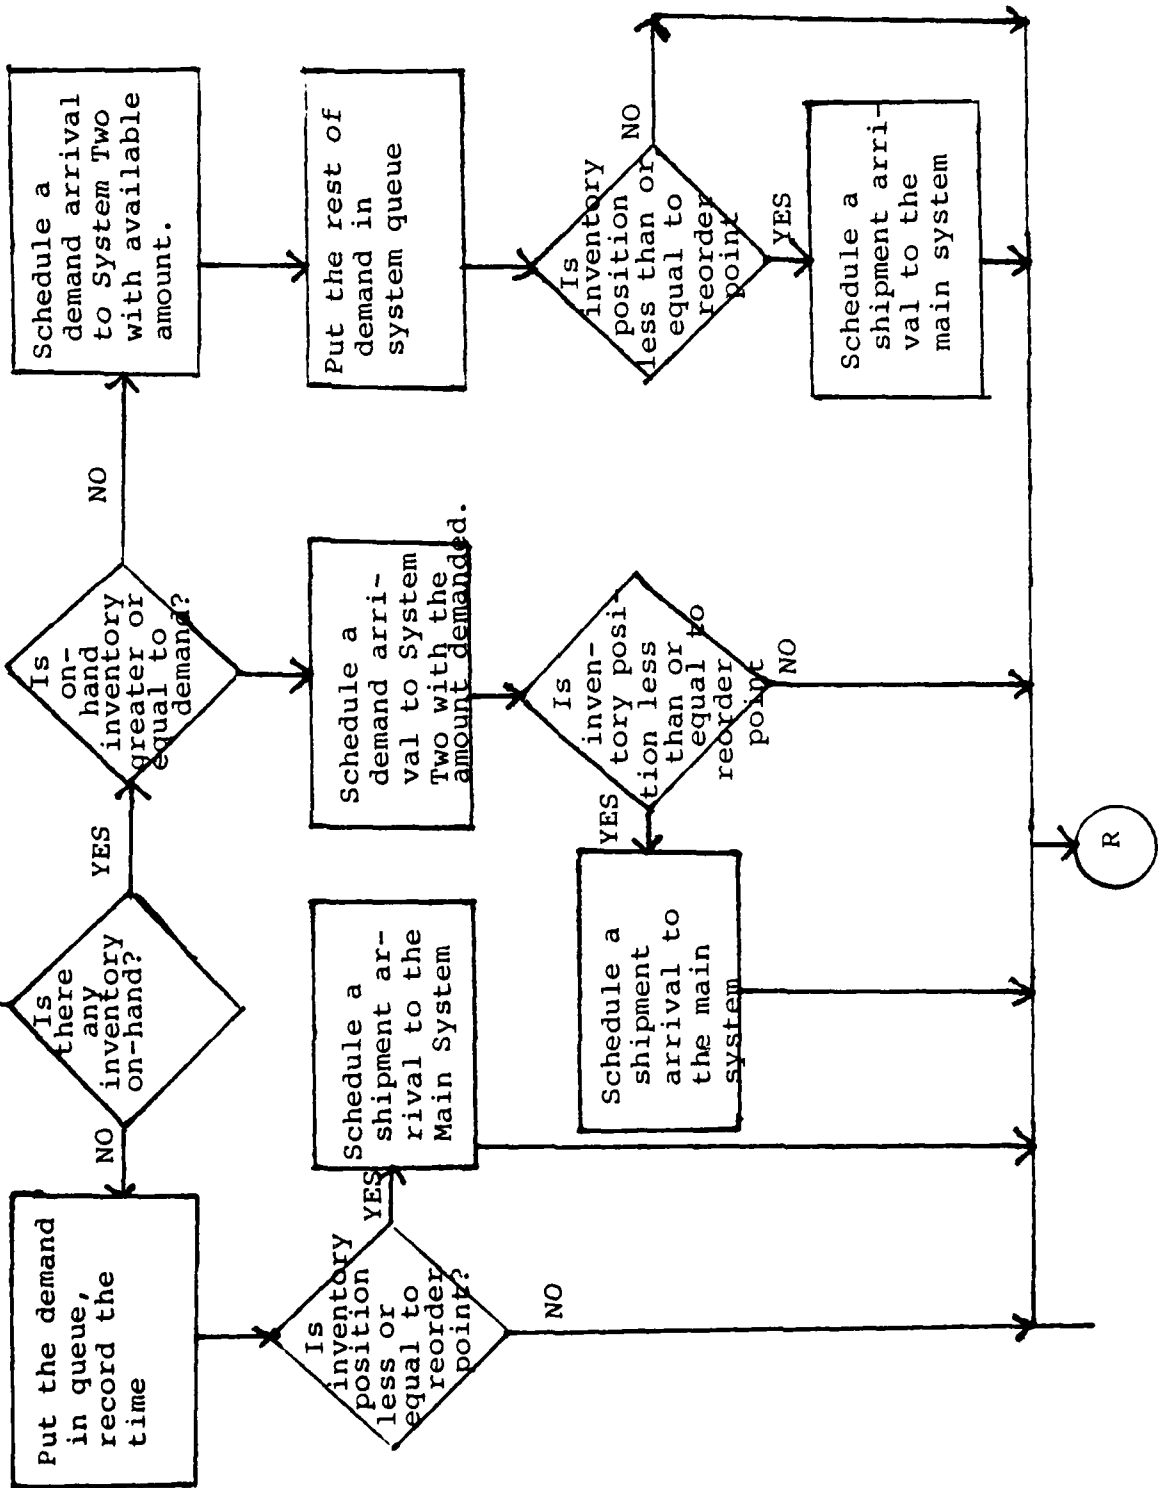 Put the demand
in queue,
record the
time
NO
Is
there
any
inventory
on-hand?
YES
Is
on-
hand
inventory
greater or
equal to
demand?
NO
Schedule a
demand arrival
to System Two
with available
amount.
Is
inventory
position
less or
equal to
reorder
point?
YES
NO
Schedule a
shipment ar-
rival to the
Main System
Schedule a
demand arri-
val to System
Two with the
amount demanded.
Put the rest of
demand in
system queue
Is
inven-
tory posi-
tion less
than or
equal to
reorder
point
YES
NO
Schedule a
shipment
arrival to
the main
system
Is
inventory
position
less than or
equal to
reorder
point
NO
YES
Schedule a
shipment arri-
val to the
main system
R